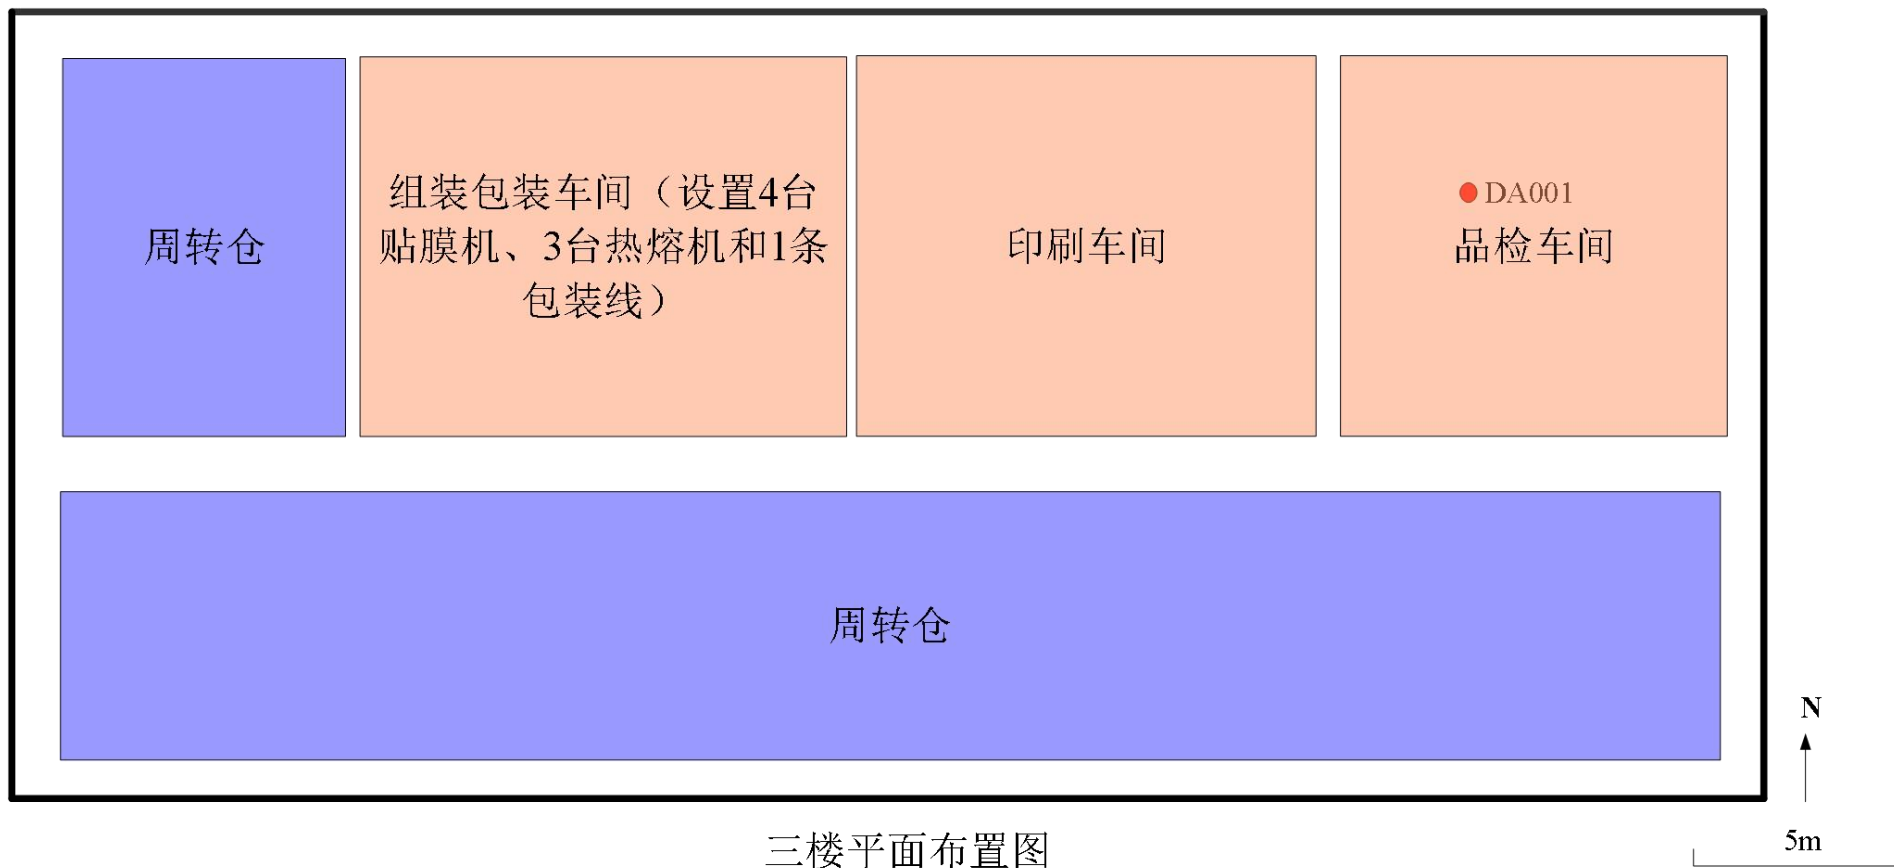 周转仓
组装包装车间（设置4台
贴膜机、3台热熔机和1条
包装线）
印刷车间
DA001
品检车间
周转仓
N
5m
三楼平面布置图